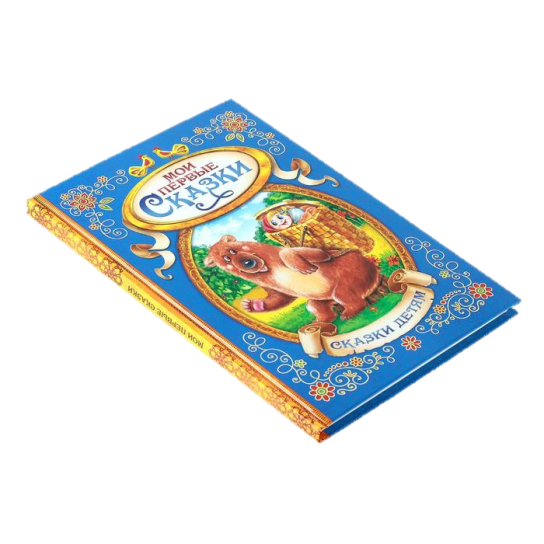 МОИ
ПЕРВЫЕ
СКАЗКИ
СКАЗКИ ДЕТЯМ
МОИ ПЕРВЫЕ СКАЗКИ